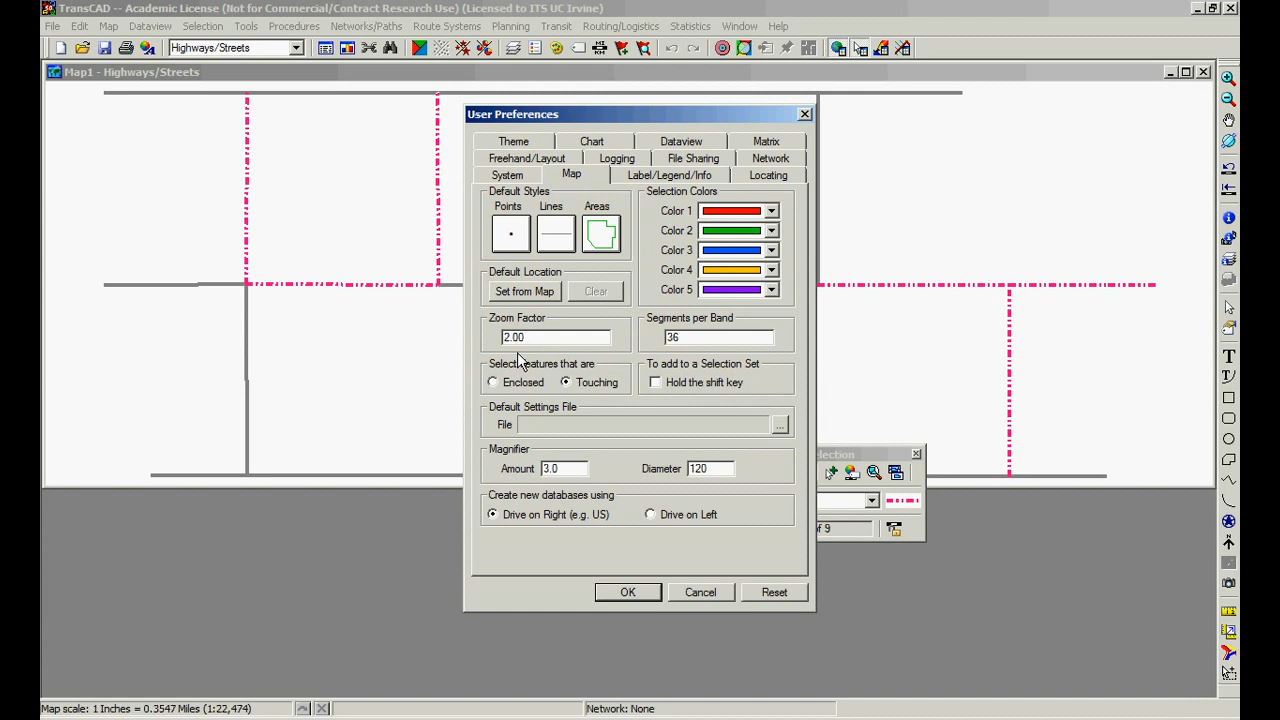 TransCAD -- Academic License (Not for Commercial/Contract Research Use) (Licensed to ITS UC Irvine)
File Edit Map Dataview Selection Tools Procedures Networks/Paths Route Systems Planning Transit Routing/Logistics Statistics Window Help
Highways/Streets
Map1 - Highways/Streets
User Preferences
Theme Chart Dataview Matrix
Freehand/Layout Logging File Sharing Network
System Map Label/Legend/Info Locating
Default Styles
Points Lines Areas
Selection Colors
Color 1
Color 2
Color 3
Color 4
Color 5
Default Location
Set from Map Clear
Zoom Factor
2.00
Segments per Band
36
Select features that are
Enclosed Touching
To add to a Selection Set
Hold the shift key
Default Settings File
File ...
Magnifier
Amount 3.0 Diameter 120
Create new databases using
Drive on Right (e.g. US) Drive on Left
OK Cancel Reset
election
of 9
Map scale: 1 Inches = 0.3547 Miles (1:22,474) Network: None